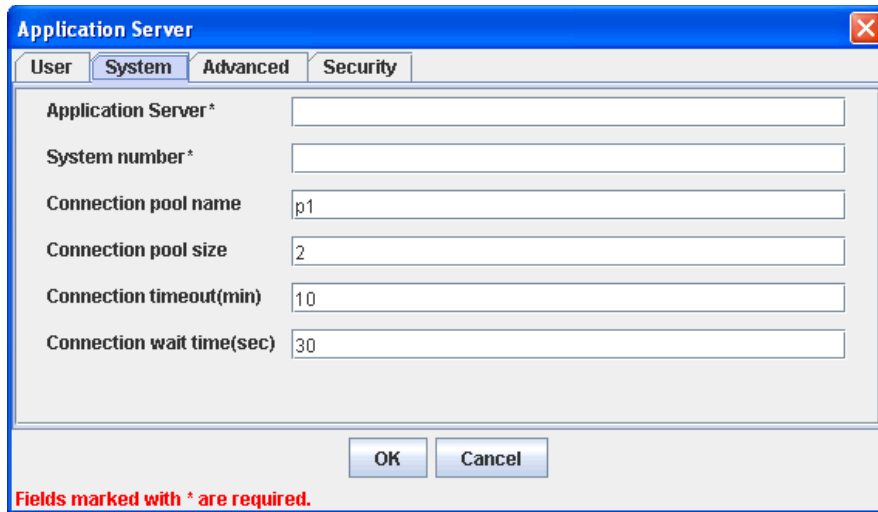 Application Server
User System Advanced Security
Application Server*
System number*
Connection pool name p1
Connection pool size 2
Connection timeout(min) 10
Connection wait time(sec) 30
OK Cancel
Fields marked with * are required.